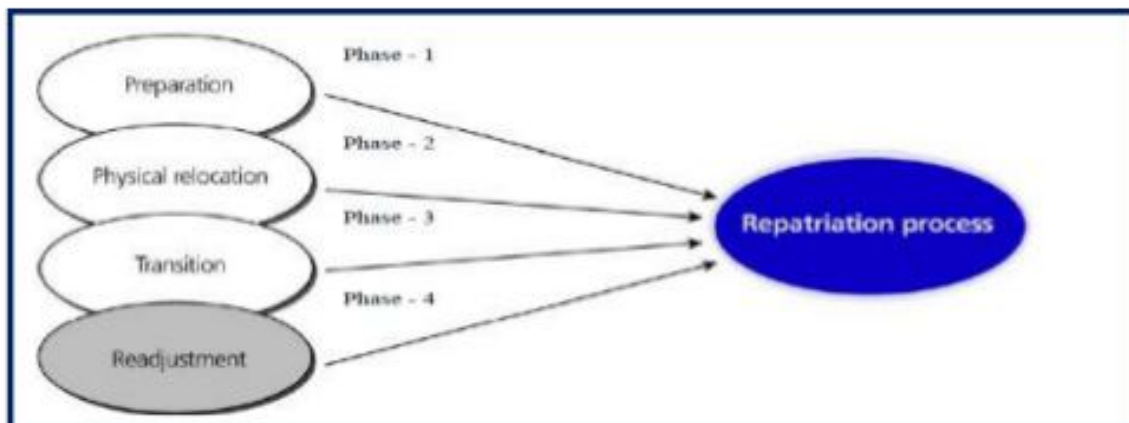 Phase - 1
Preparation
Phase - 2
Physical relocation
Phase - 3
Repatriation process
Transition
Phase - 4
Readjustment